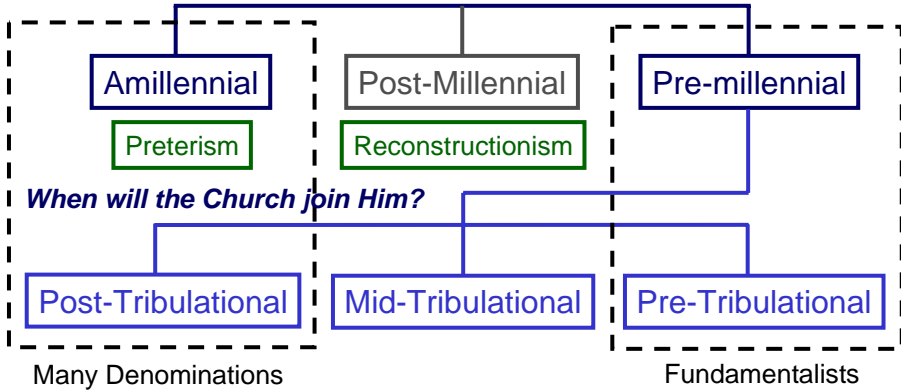 Amillennial
Post-Millennial
Pre-millennial
Preterism
Reconstructionism
When will the Church join Him?
Post-Tribulational
Mid-Tribulational
Pre-Tribulational
Many Denominations
Fundamentalists